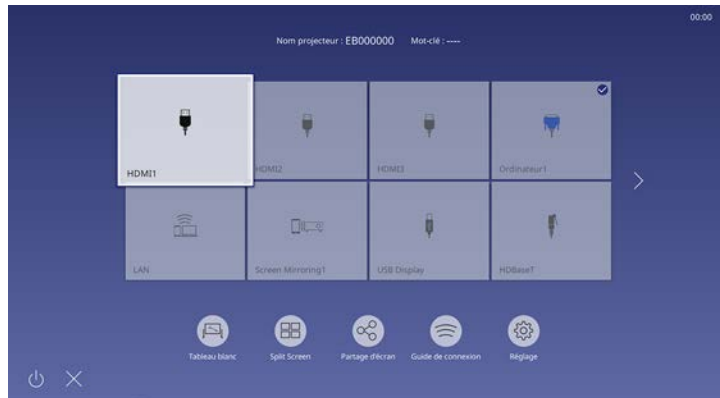 00:00
Nom projecteur : EB000000 Mot-clé : ----
HDMI1 HDMI2 HDMI3 Ordinateur1
LAN Screen Mirroring1 USB Display HDBaseT
Tableau blanc Split Screen Partage d'écran Guide de connexion Réglage